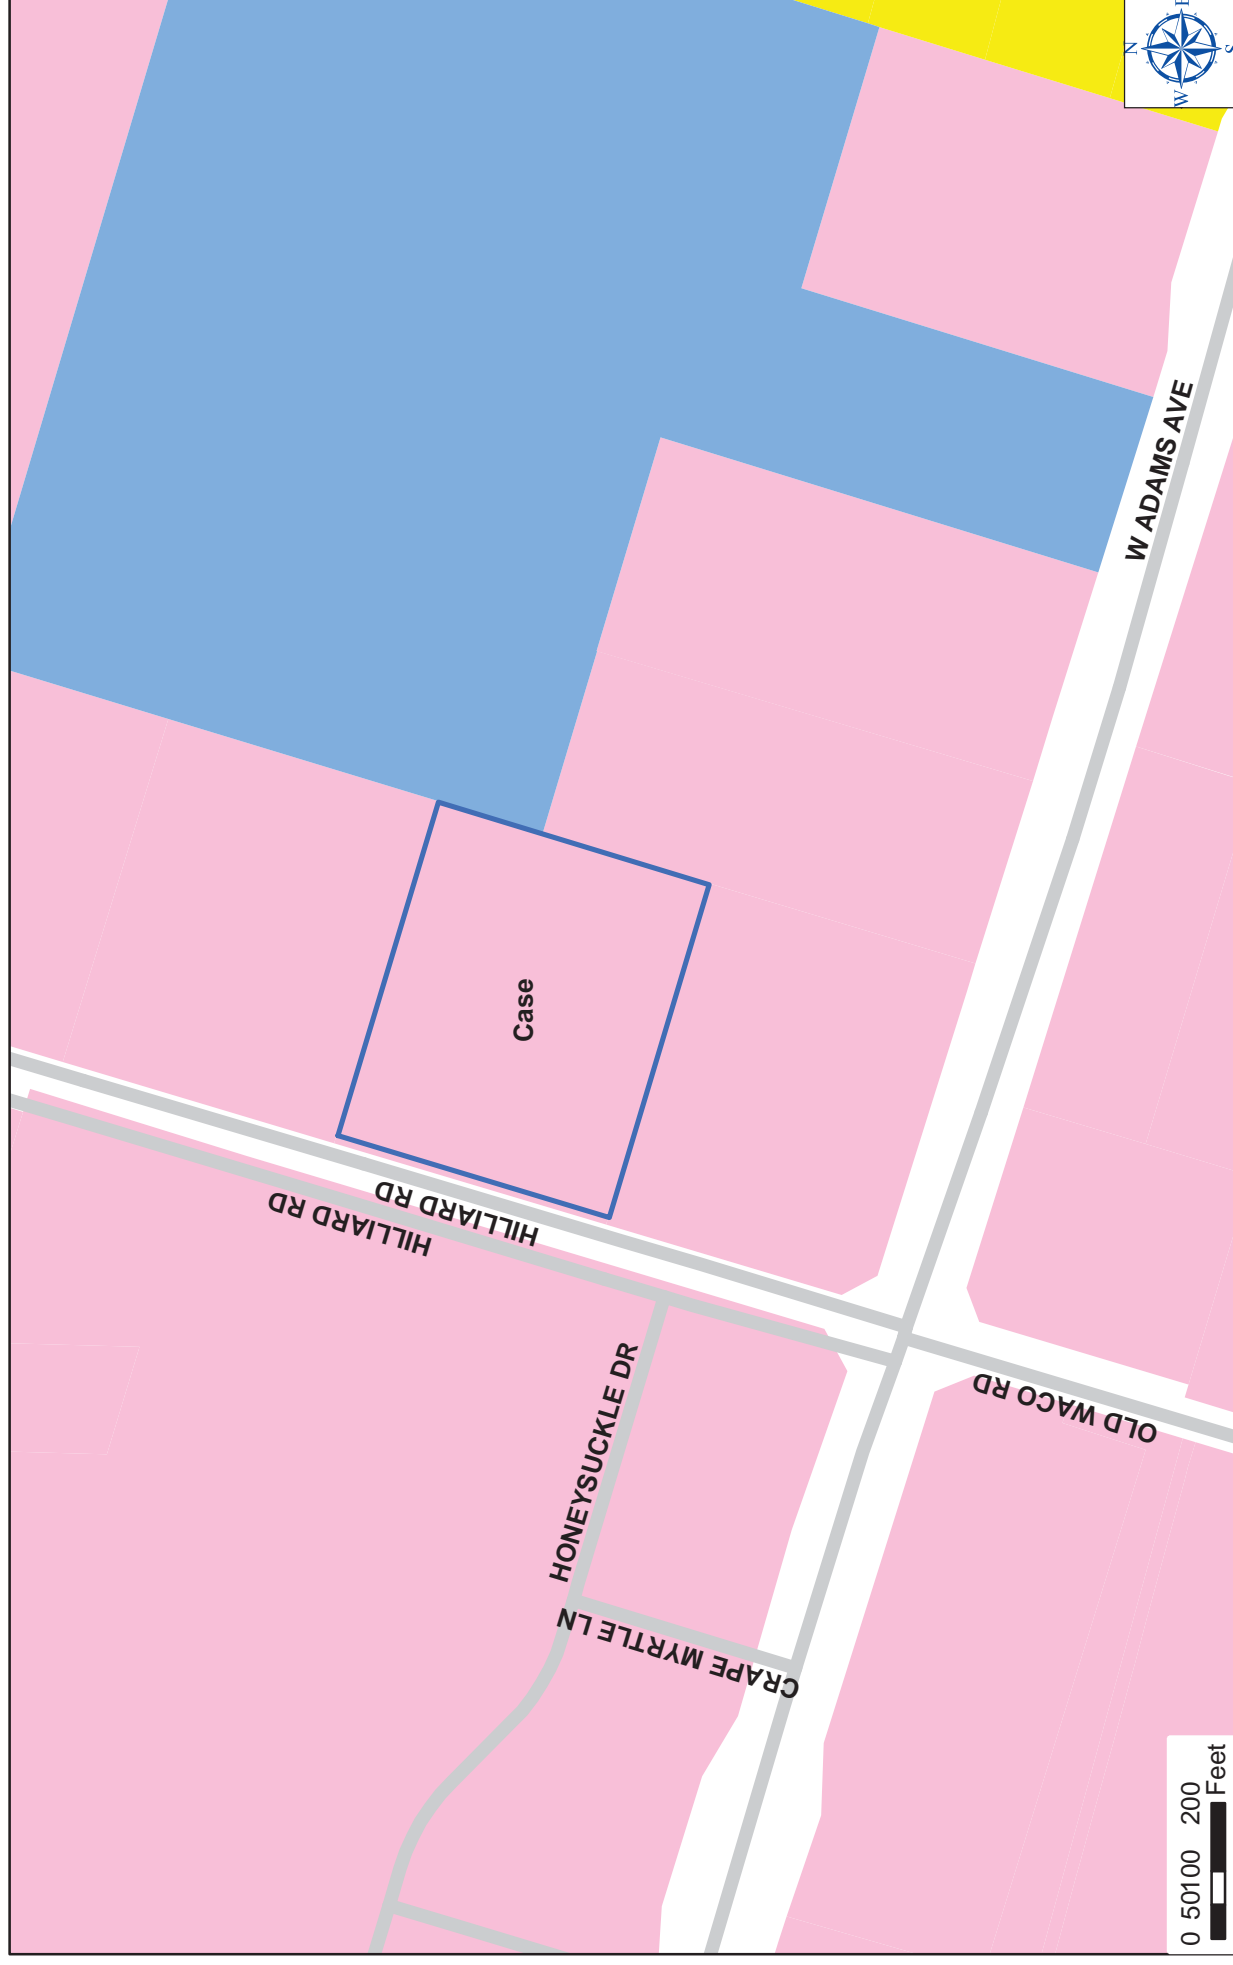 N
E
W
S
W ADAMS AVE
Case
HILLIARD RD
HILLIARD RD
HONEYSUCKLE DR
OLD WACO RD
CRAPE MYRTLE LN
0 50100 200
Feet